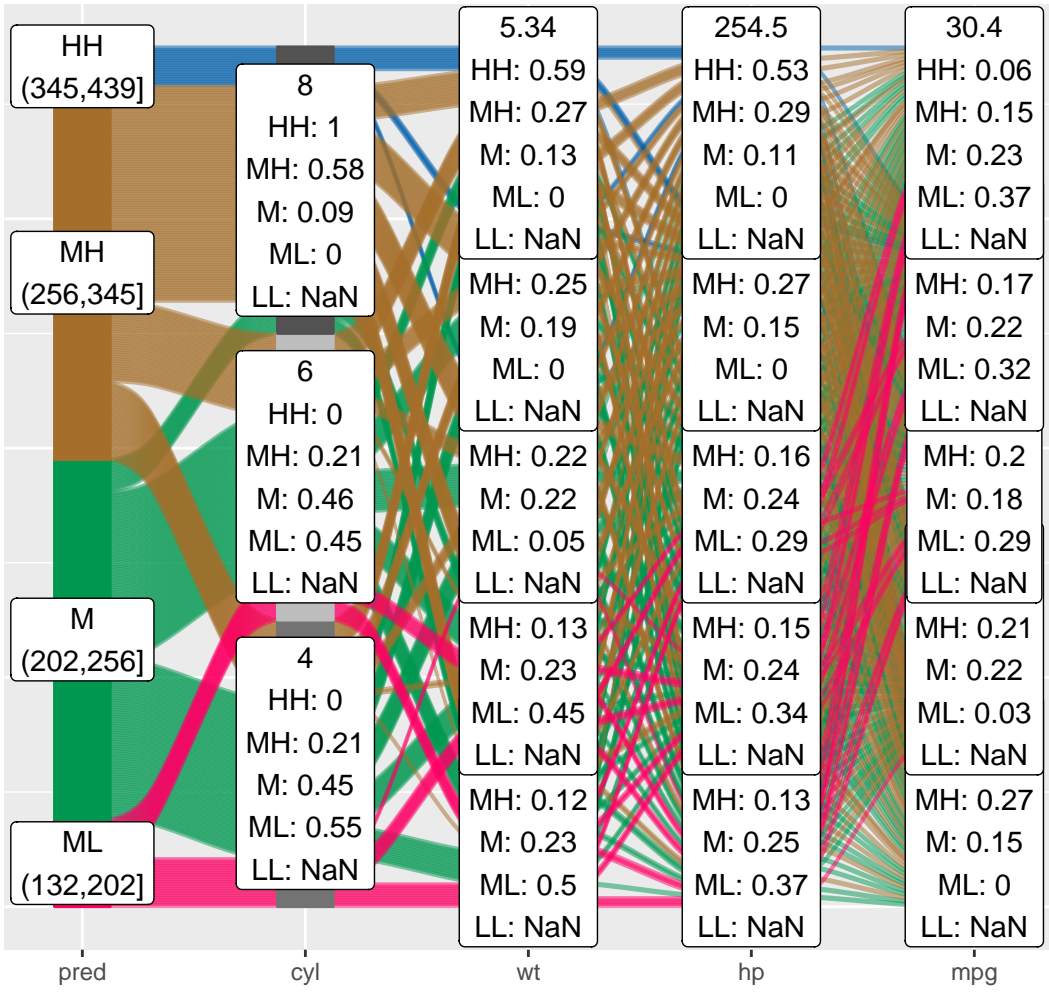 HH
(345,439]
MH
(256,345]
M
(202,256]
ML
(132,202]
8
HH: 1
MH: 0.58
M: 0.09
ML: 0
LL: NaN
6
HH: 0
MH: 0.21
M: 0.46
ML: 0.45
LL: NaN
4
HH: 0
MH: 0.21
M: 0.45
ML: 0.55
LL: NaN
5.34
HH: 0.59
MH: 0.27
M: 0.13
ML: 0
LL: NaN
MH: 0.25
M: 0.19
ML: 0
LL: NaN
MH: 0.22
M: 0.22
ML: 0.05
LL: NaN
MH: 0.13
M: 0.23
ML: 0.45
LL: NaN
MH: 0.12
M: 0.23
ML: 0.5
LL: NaN
254.5
HH: 0.53
MH: 0.29
M: 0.11
ML: 0
LL: NaN
MH: 0.27
M: 0.15
ML: 0
LL: NaN
MH: 0.16
M: 0.24
ML: 0.29
LL: NaN
MH: 0.15
M: 0.24
ML: 0.34
LL: NaN
MH: 0.13
M: 0.25
ML: 0.37
LL: NaN
30.4
HH: 0.06
MH: 0.15
M: 0.23
ML: 0.37
LL: NaN
MH: 0.17
M: 0.22
ML: 0.32
LL: NaN
MH: 0.2
M: 0.18
ML: 0.29
LL: NaN
MH: 0.21
M: 0.22
ML: 0.03
LL: NaN
MH: 0.27
M: 0.15
ML: 0
LL: NaN
pred
cyl
wt
hp
mpg